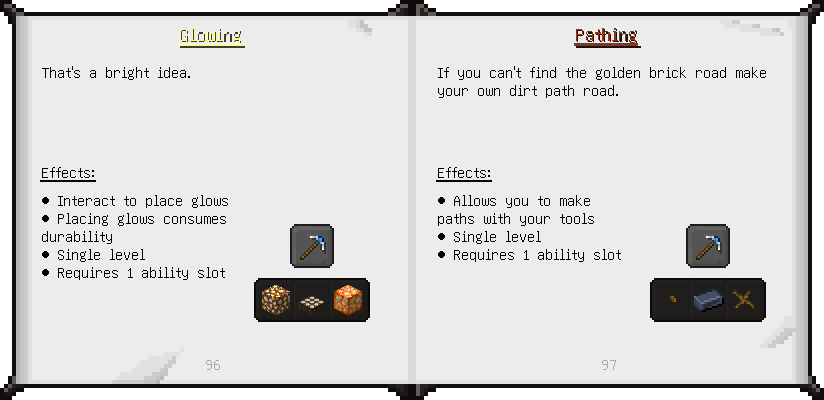 Glowing
That's a bright idea.
Effects:
● Interact to place glows
● Placing glows consumes
durability
● Single level
● Requires 1 ability slot
96
Pathing
If you can't find the golden brick road make
your own dirt path road.
Effects:
● Allows you to make
paths with your tools
● Single level
● Requires 1 ability slot
97